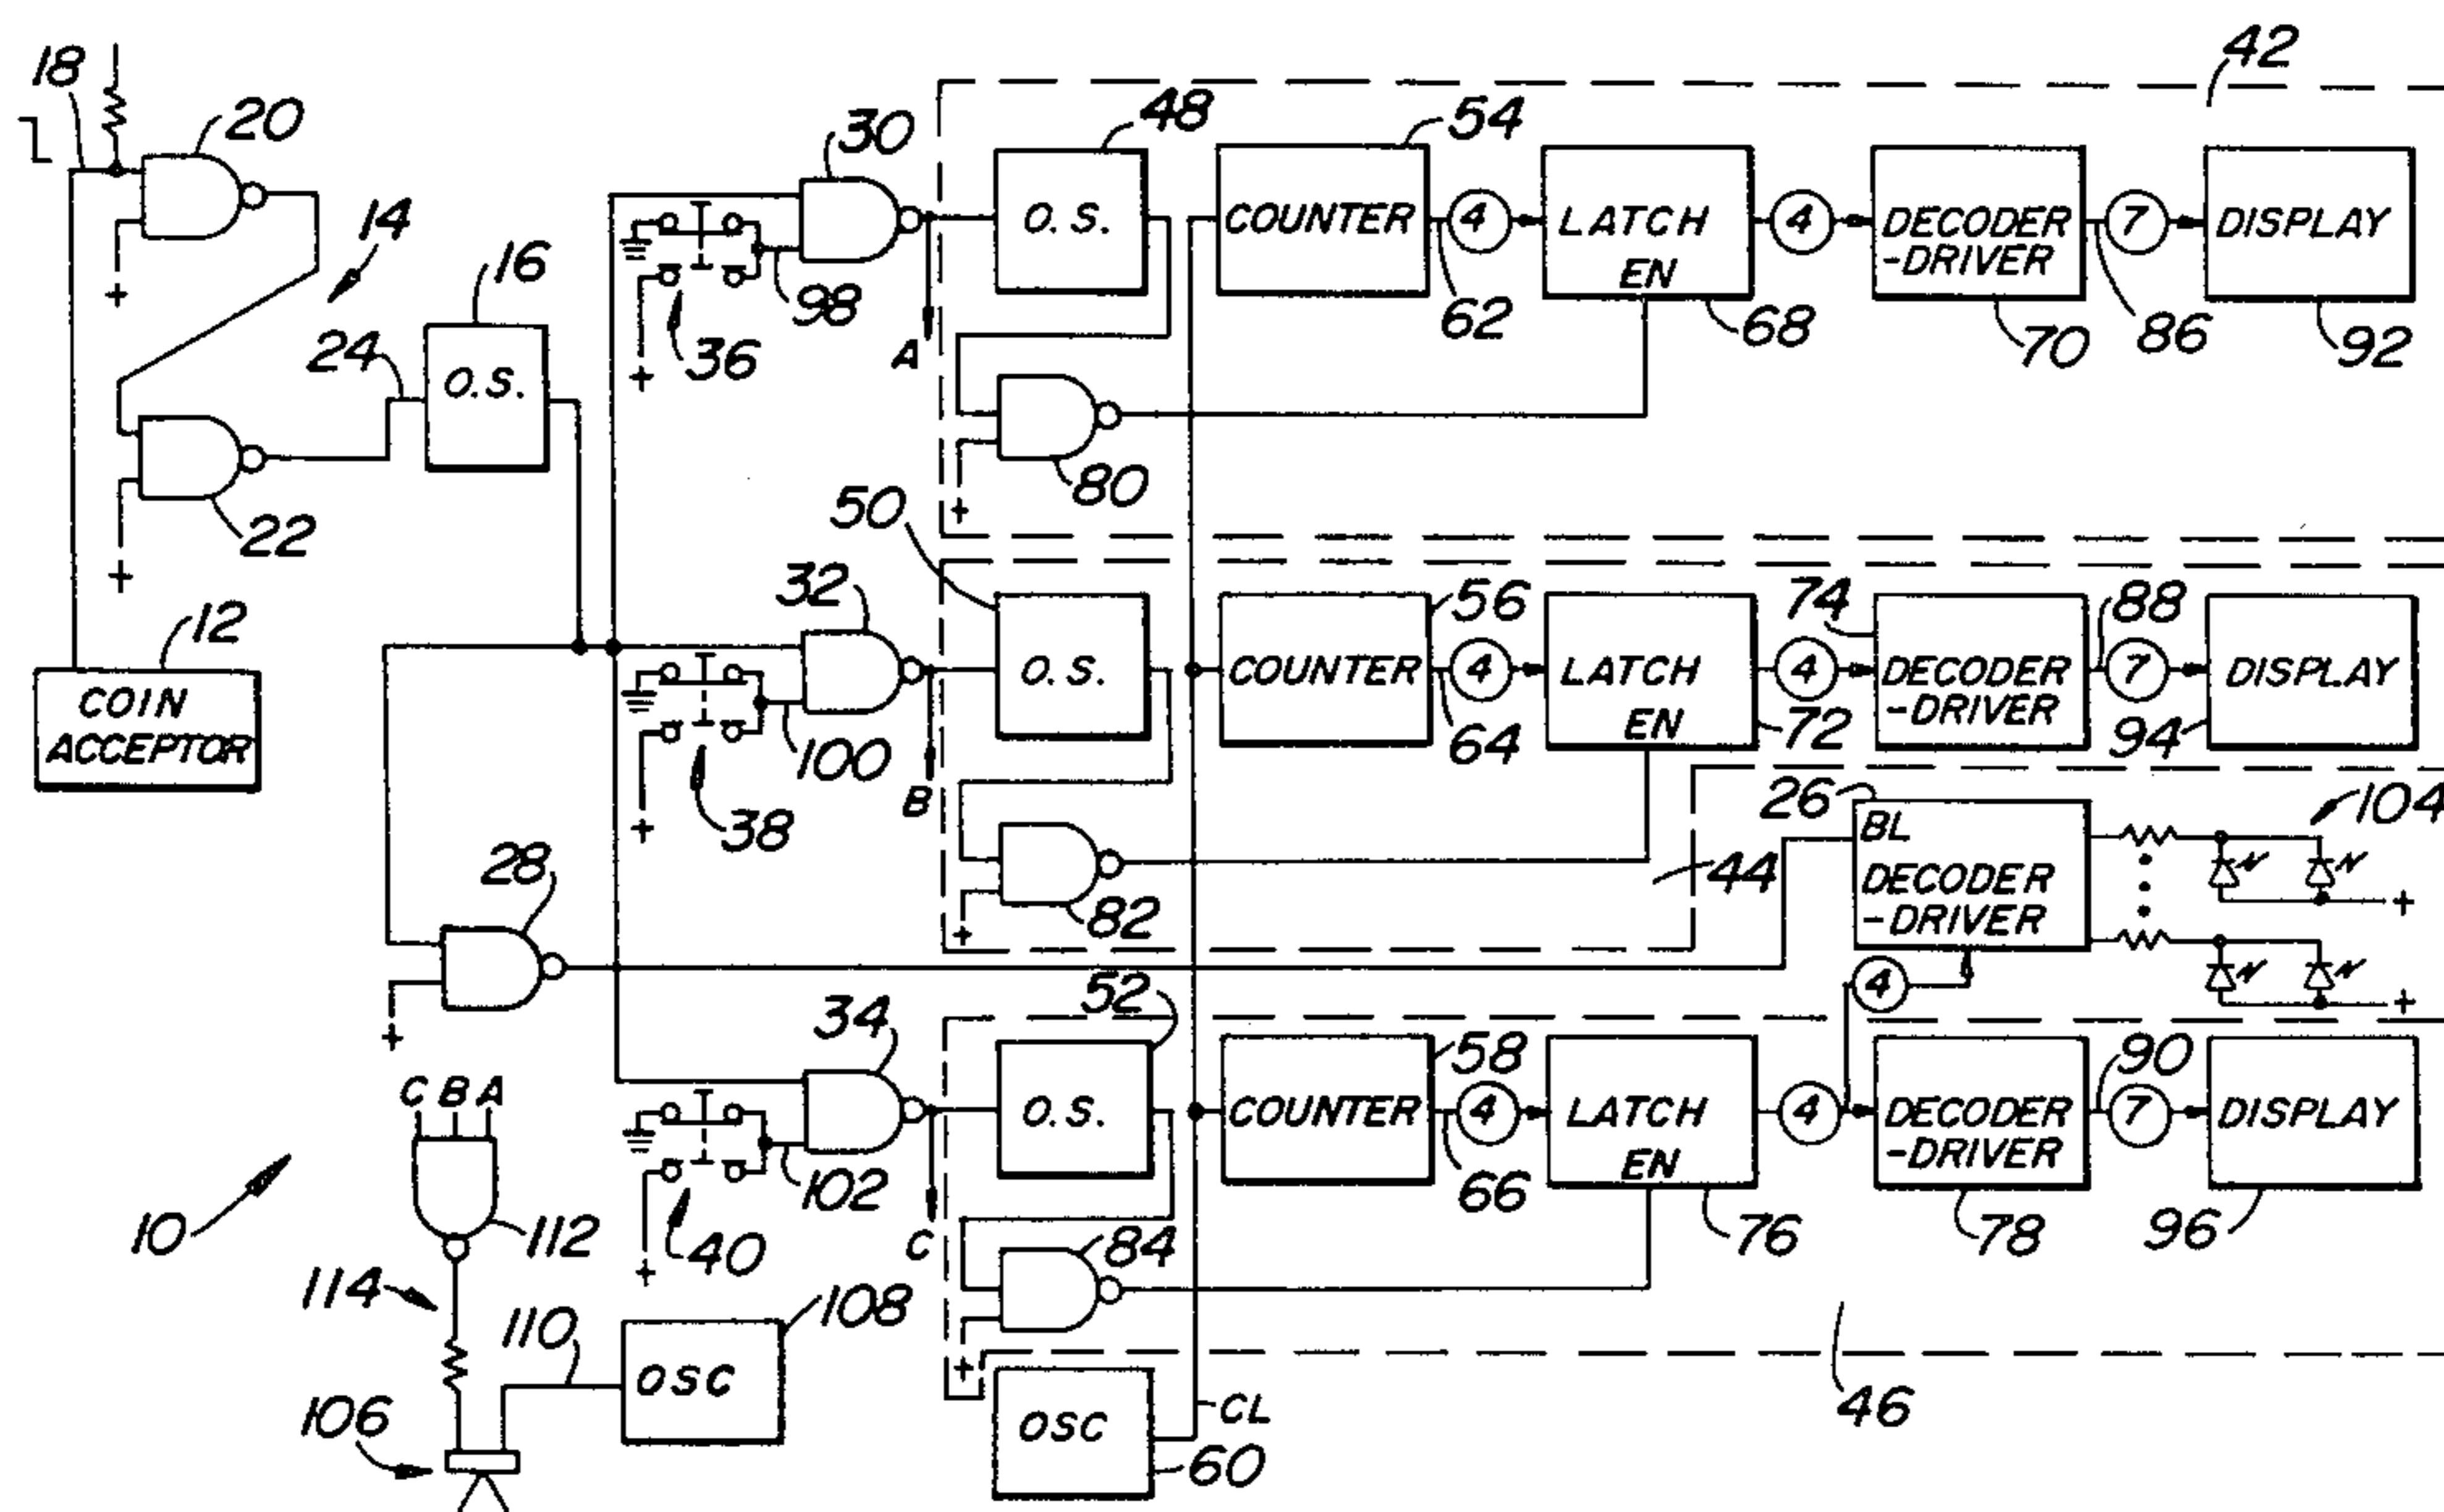 18
20
14
16
24
O.S.
22
12
COIN
ACCEPTOR
+
+
30
98
36
+
A
48
O.S.
54
COUNTER
62
4
LATCH
EN
68
4
DECODER
-DRIVER
70
7
86
DISPLAY
92
42
80
+
50
32
100
38
+
B
O.S.
56
COUNTER
64
4
LATCH
EN
72
4
74
DECODER
-DRIVER
88
7
94
DISPLAY
82
+
44
26
BL
DECODER
-DRIVER
104
+
+
4
28
+
34
102
40
+
C
52
O.S.
58
COUNTER
66
4
LATCH
EN
76
4
DECODER
-DRIVER
78
90
7
DISPLAY
96
84
+
46
C B A
112
10
114
110
108
OSC
106
OSC
CL
60